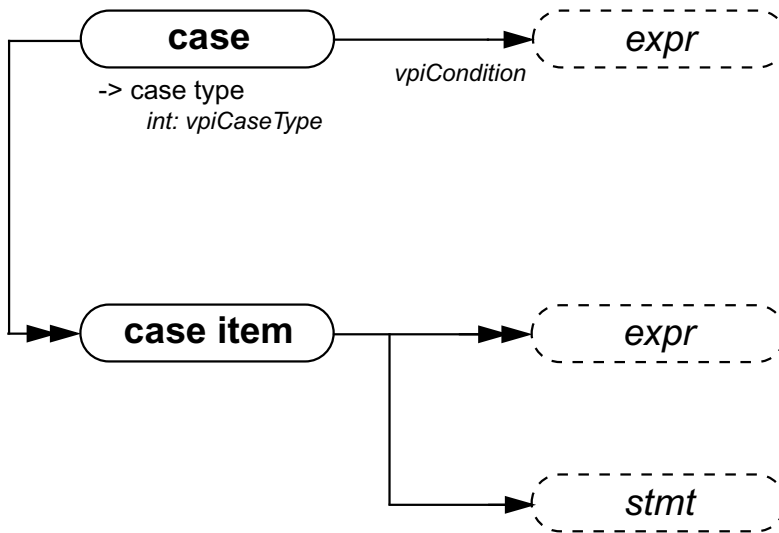 case
expr
vpiCondition
-> case type
int: vpiCaseType
case item
expr
stmt